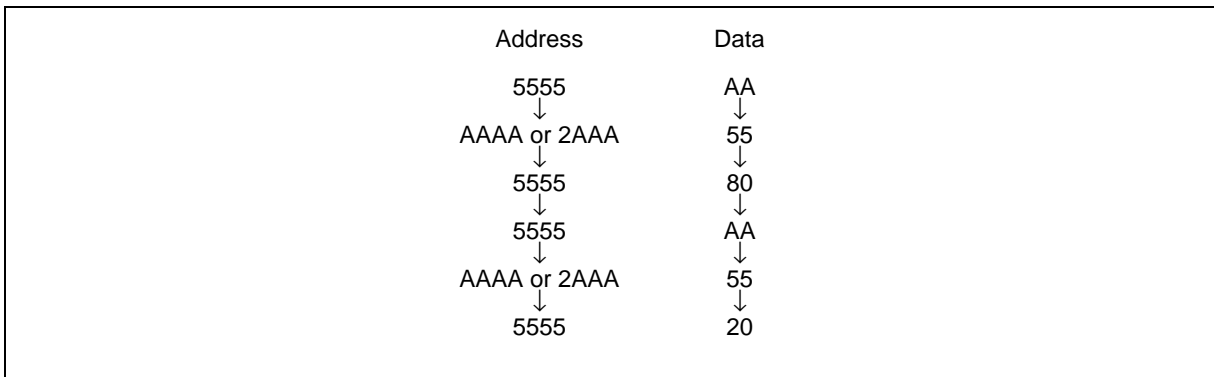 Address Data
5555 AA
↓ ↓
AAAA or 2AAA 55
↓ ↓
5555 80
↓ ↓
5555 AA
↓ ↓
AAAA or 2AAA 55
↓ ↓
5555 20